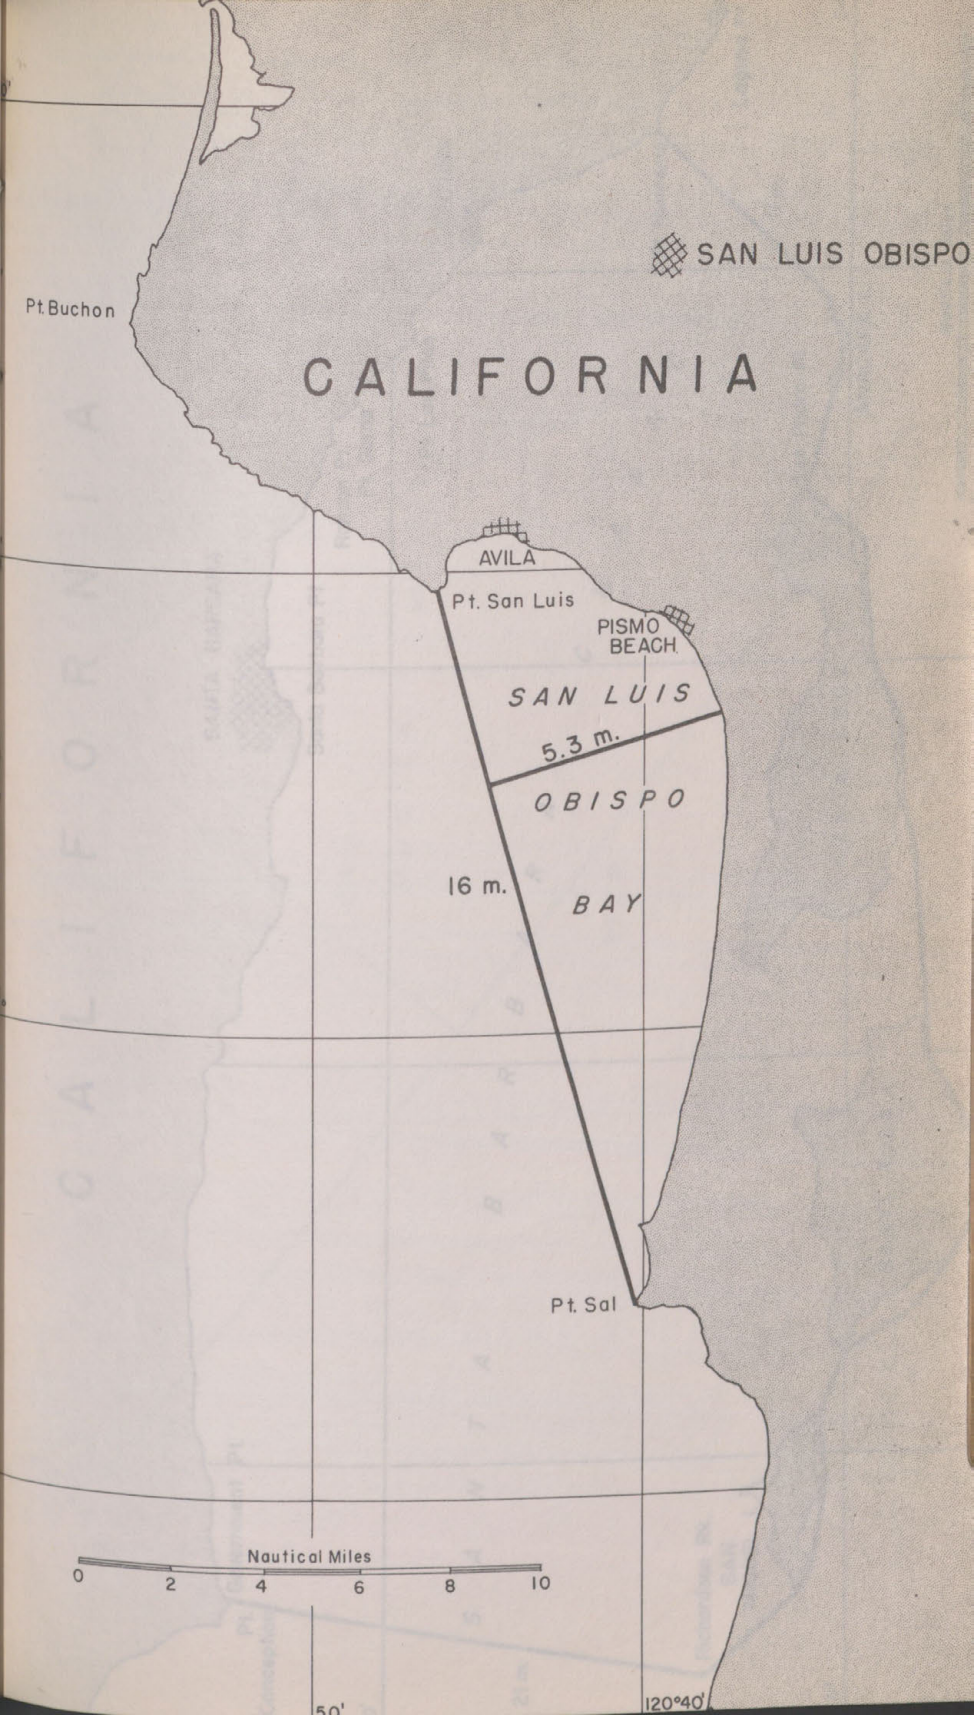 0'
SAN LUIS OBISPO
Pt. Buchon
CALIFORNIA
AVILA
Pt. San Luis
PISMO
BEACH
SAN LUIS
5.3 m.
OBISPO
16 m.
BAY
Pt. Sal
Nautical Miles
0 2 4 6 8 10
50'
120°40'